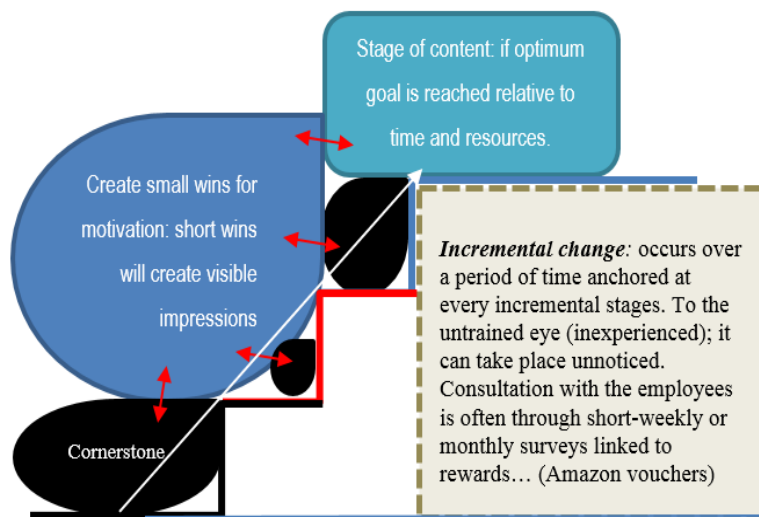 Stage of content: if optimum
goal is reached relative to
time and resources.
Create small wins for
motivation: short wins
will create visible
impressions
Cornerstone
Incremental change: occurs over
a period of time anchored at
every incremental stages. To the
untrained eye (inexperienced); it
can take place unnoticed.
Consultation with the employees
is often through short-weekly or
monthly surveys linked to
rewards… (Amazon vouchers)